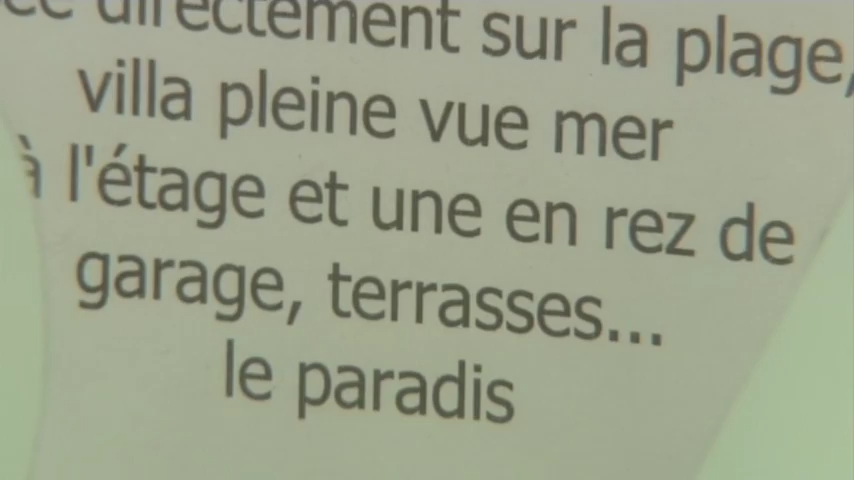 directement sur la plage,
villa pleine vue mer
à l'étage et une en rez de
garage, terrasses...
le paradis